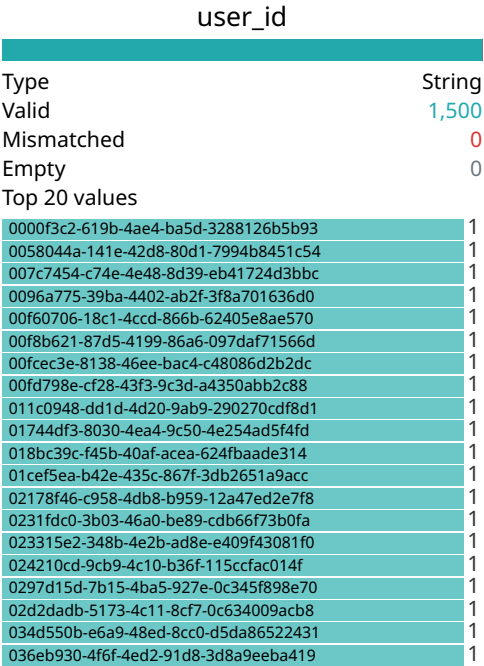 user_id
Type String
Valid 1,500
Mismatched 0
Empty 0
Top 20 values
0000f3c2-619b-4ae4-ba5d-3288126b5b93 1
0058044a-141e-42d8-80d1-7994b8451c54 1
007c7454-c74e-4e48-8d39-eb41724d3bbc 1
0096a775-39ba-4402-ab2f-3f8a701636d0 1
00f60706-18c1-4ccd-866b-62405e8ae570 1
00f8b621-87d5-4199-86a6-097daf71566d 1
00fcec3e-8138-46ee-bac4-c48086d2b2dc 1
00fd798e-cf28-43f3-9c3d-a4350abb2c88 1
011c0948-dd1d-4d20-9ab9-290270cdf8d1 1
01744df3-8030-4ea4-9c50-4e254ad5f4fd 1
018bc39c-f45b-40af-acea-624fbaade314 1
01cef5ea-b42e-435c-867f-3db2651a9acc 1
02178f46-c958-4db8-b959-12a47ed2e7f8 1
0231fdc0-3b03-46a0-be89-cdb66f73b0fa 1
023315e2-348b-4e2b-ad8e-e409f43081f0 1
024210cd-9cb9-4c10-b36f-115ccfac014f 1
0297d15d-7b15-4ba5-927e-0c345f898e70 1
02d2dadb-5173-4c11-8cf7-0c634009acb8 1
034d550b-e6a9-48ed-8cc0-d5da86522431 1
036eb930-4f6f-4ed2-91d8-3d8a9eeba419 1